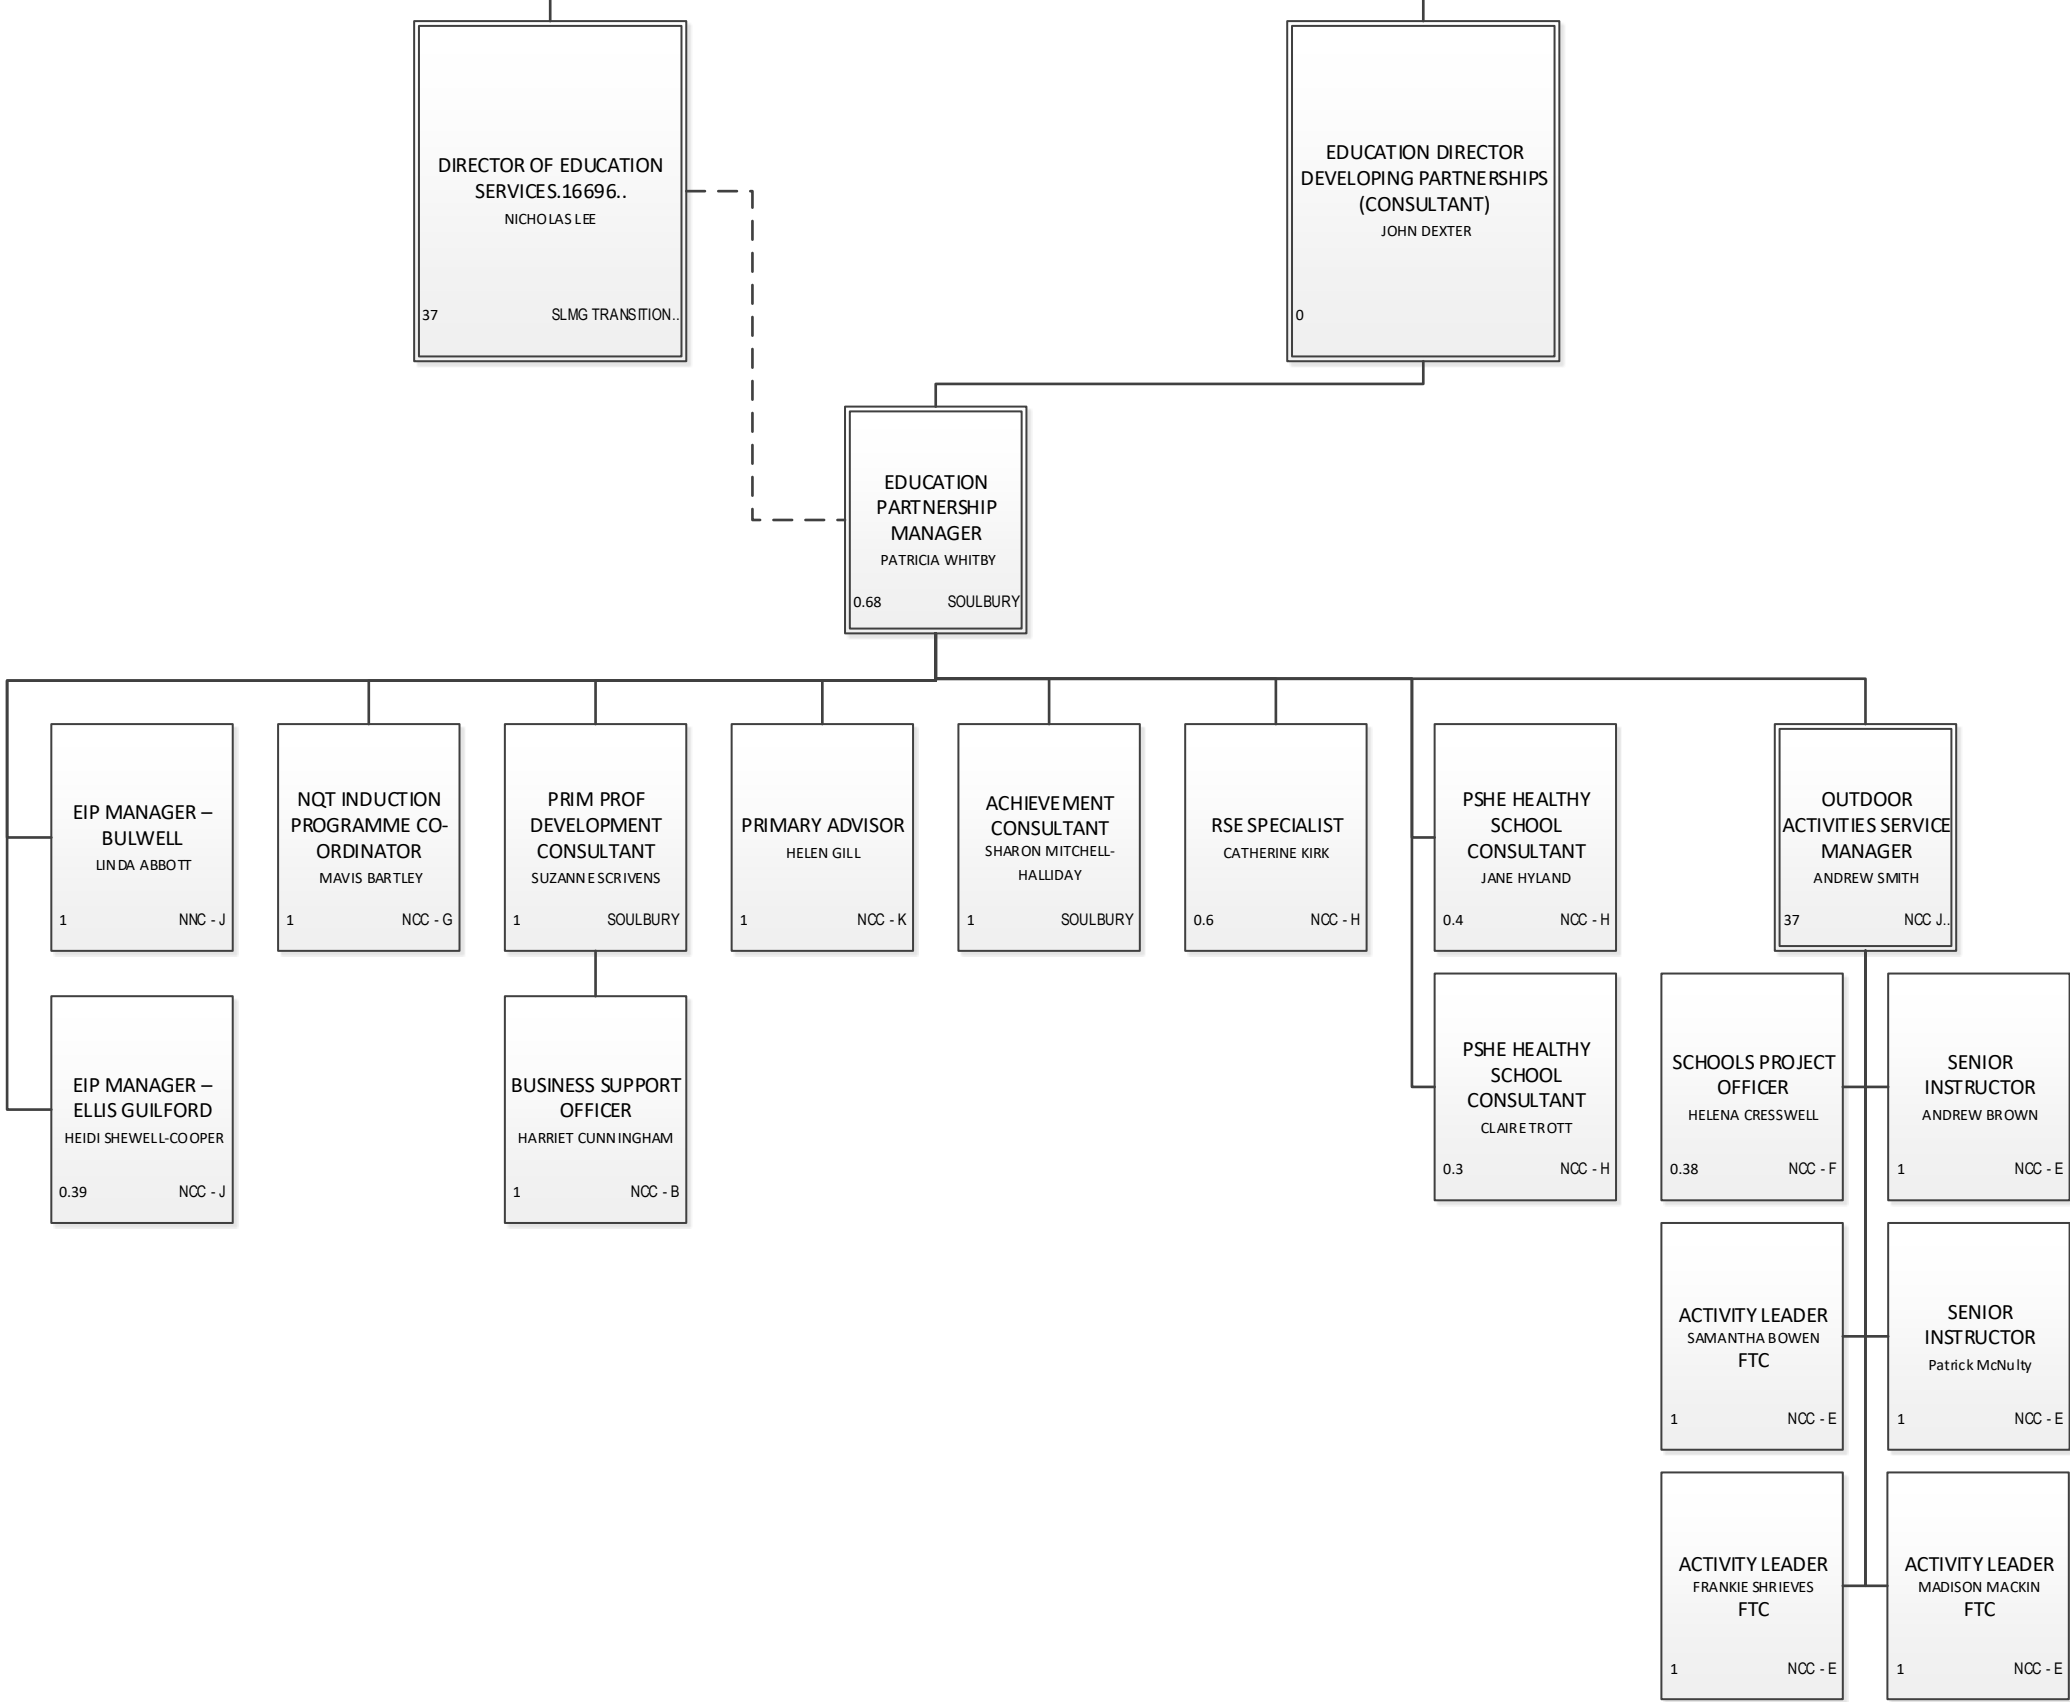 DIRECTOR OF EDUCATION
SERVICES.16696..
NICHOLAS LEE
37 SLMG TRANSITION..
EDUCATION DIRECTOR
DEVELOPING PARTNERSHIPS
(CONSULTANT)
JOHN DEXTER
0
EDUCATION
PARTNERSHIP
MANAGER
PATRICIA WHITBY
0.68 SOULBURY
EIP MANAGER –
BULWELL
LINDA ABBOTT
1 NNC - J
NQT INDUCTION
PROGRAMME CO-
ORDINATOR
MAVIS BARTLEY
1 NCC - G
PRIM PROF
DEVELOPMENT
CONSULTANT
SUZANNE SCRIVENS
1 SOULBURY
PRIMARY ADVISOR
HELEN GILL
1 NCC - K
ACHIEVEMENT
CONSULTANT
SHARON MITCHELL-
HALLIDAY
1 SOULBURY
RSE SPECIALIST
CATHERINE KIRK
0.6 NCC - H
PSHE HEALTHY
SCHOOL
CONSULTANT
JANE HYLAND
0.4 NCC - H
OUTDOOR
ACTIVITIES SERVICE
MANAGER
ANDREW SMITH
37 NCC J..
EIP MANAGER –
ELLIS GUILFORD
HEIDI SHEWELL-COOPER
0.39 NCC - J
BUSINESS SUPPORT
OFFICER
HARRIET CUNNINGHAM
1 NCC - B
PSHE HEALTHY
SCHOOL
CONSULTANT
CLAIRE TROTT
0.3 NCC - H
SCHOOLS PROJECT
OFFICER
HELENA CRESSWELL
0.38 NCC - F
SENIOR
INSTRUCTOR
ANDREW BROWN
1 NCC - E
ACTIVITY LEADER
SAMANTHA BOWEN
FTC
1 NCC - E
SENIOR
INSTRUCTOR
Patrick McNulty
1 NCC - E
ACTIVITY LEADER
FRANKIE SHRIEVES
FTC
1 NCC - E
ACTIVITY LEADER
MADISON MACKIN
FTC
1 NCC - E